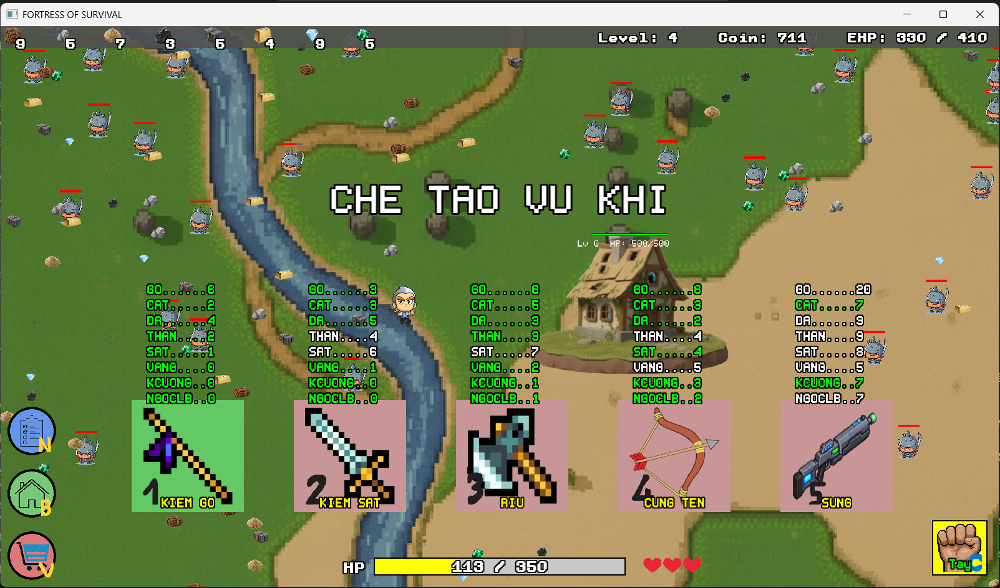 FORTRESS OF SURVIVAL
9 6 7 3 5 4 9 6 Level: 4 Coin: 711 EXP: 330 / 410
CHE TAO VU KHI
Lv 0 HP: 500/500
GO......6
CAT.....2
DA......4
THAN....2
SAT.....1
VANG....0
KCUONG..0
NGOCLB..0
1
KIEM GO
GO......3
CAT.....3
DA......5
THAN....4
SAT.....6
VANG....1
KCUONG..0
NGOCLB..0
2
KIEM SAT
GO......6
CAT.....5
DA......3
THAN....3
SAT.....7
VANG....2
KCUONG..1
NGOCLB..1
3
RIU
GO......6
CAT.....3
DA......2
THAN....4
SAT.....4
VANG....5
KCUONG..3
NGOCLB..2
4
CUNG TEN
GO......20
CAT.....7
DA......9
THAN....9
SAT.....8
VANG....5
KCUONG..7
NGOCLB..7
5
SUNG
N
B
V
HP 113 / 350
Tay C